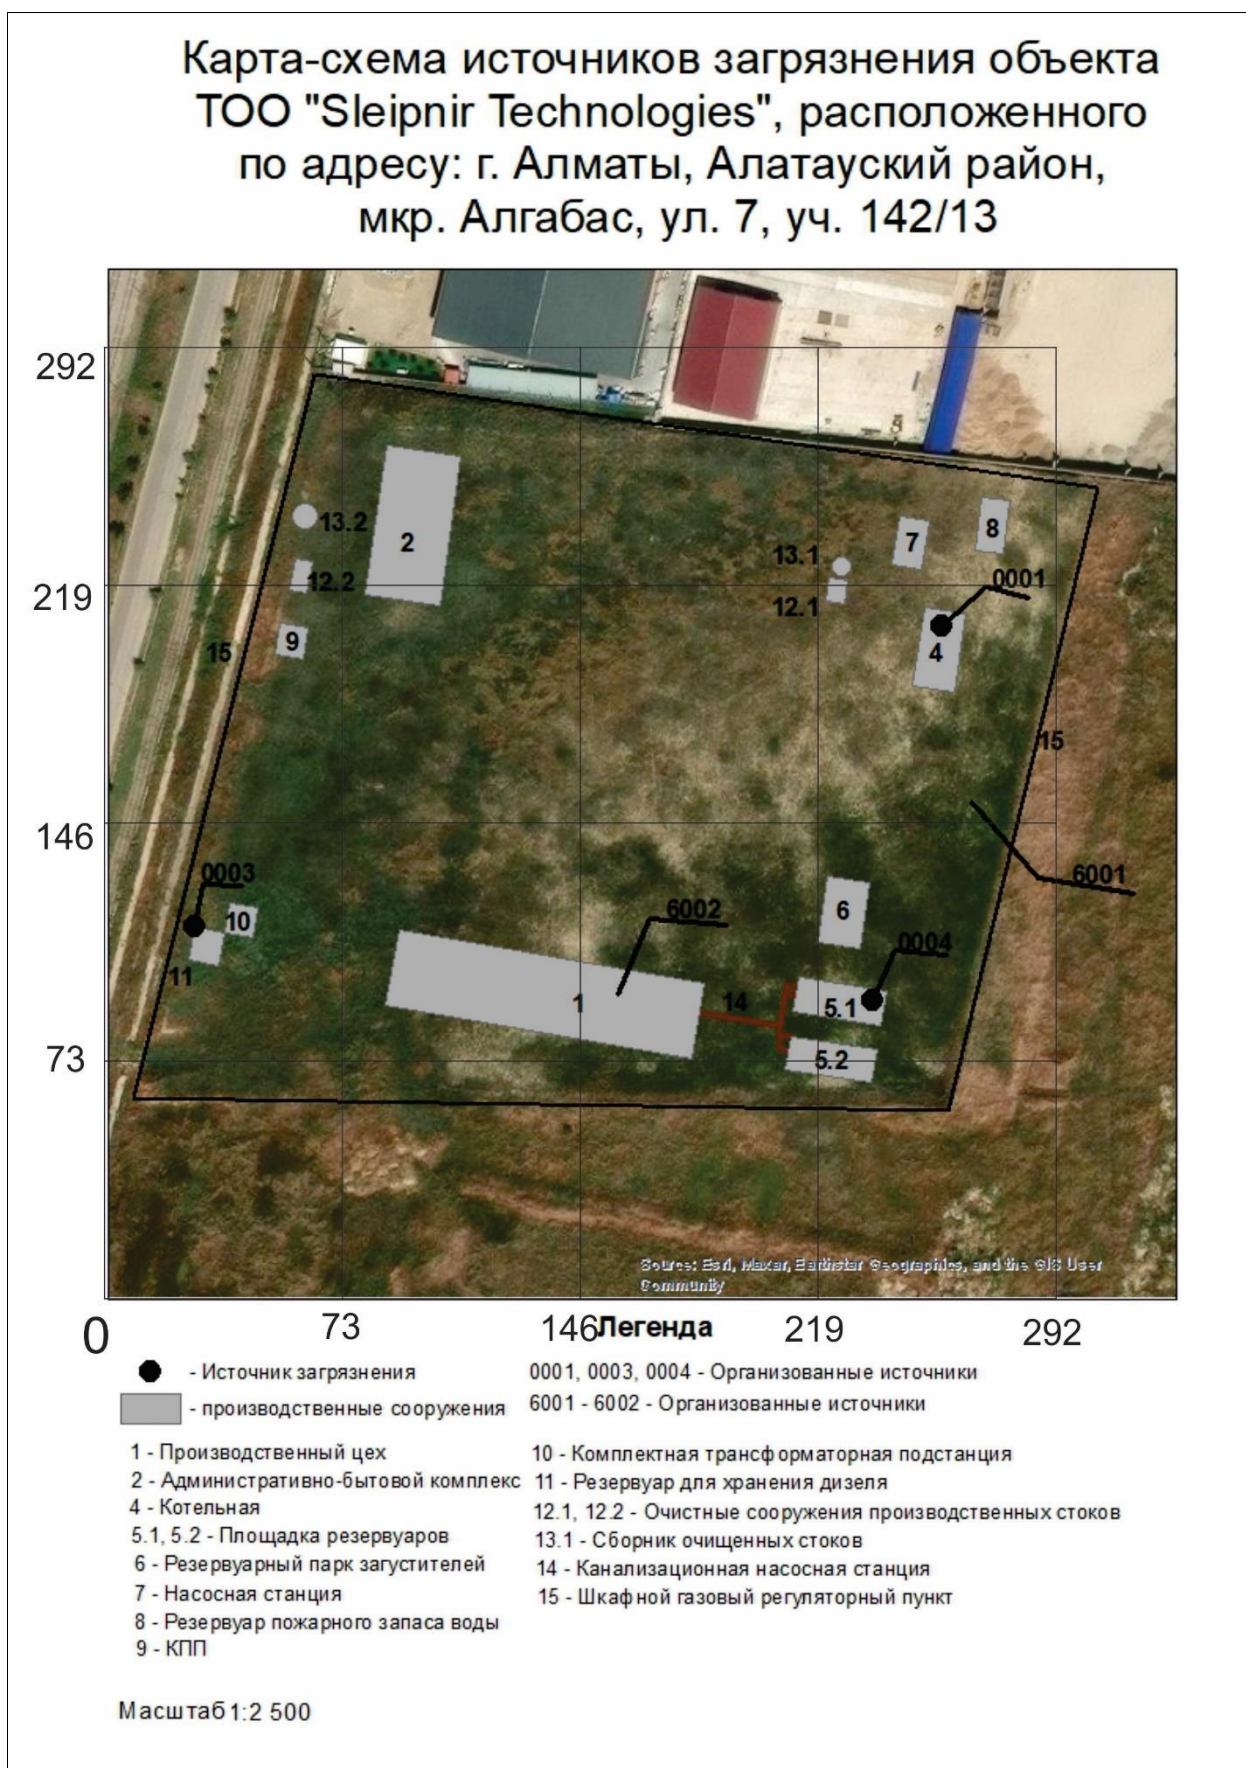 Карта-схема источников загрязнения объекта
ТОО "Sleipnir Technologies", расположенного
по адресу: г. Алматы, Алатауский район,
мкр. Алгабас, ул. 7, уч. 142/13
292
219
146
73
0
73
146
219
292
13.2
2
12.2
9
15
13.1
12.1
7
8
0001
4
15
6001
0003
10
11
6002
1
14
6
0004
5.1
5.2
Source: Esri, Maxar, Earthstar Geographics, and the GIS User
Community
Легенда
- Источник загрязнения
- производственные сооружения
1 - Производственный цех
2 - Административно-бытовой комплекс
4 - Котельная
5.1, 5.2 - Площадка резервуаров
6 - Резервуарный парк загустителей
7 - Насосная станция
8 - Резервуар пожарного запаса воды
9 - КПП
0001, 0003, 0004 - Организованные источники
6001 - 6002 - Организованные источники
10 - Комплектная трансформаторная подстанция
11 - Резервуар для хранения дизеля
12.1, 12.2 - Очистные сооружения производственных стоков
13.1 - Сборник очищенных стоков
14 - Канализационная насосная станция
15 - Шкафной газовый регуляторный пункт
Масштаб 1:2 500